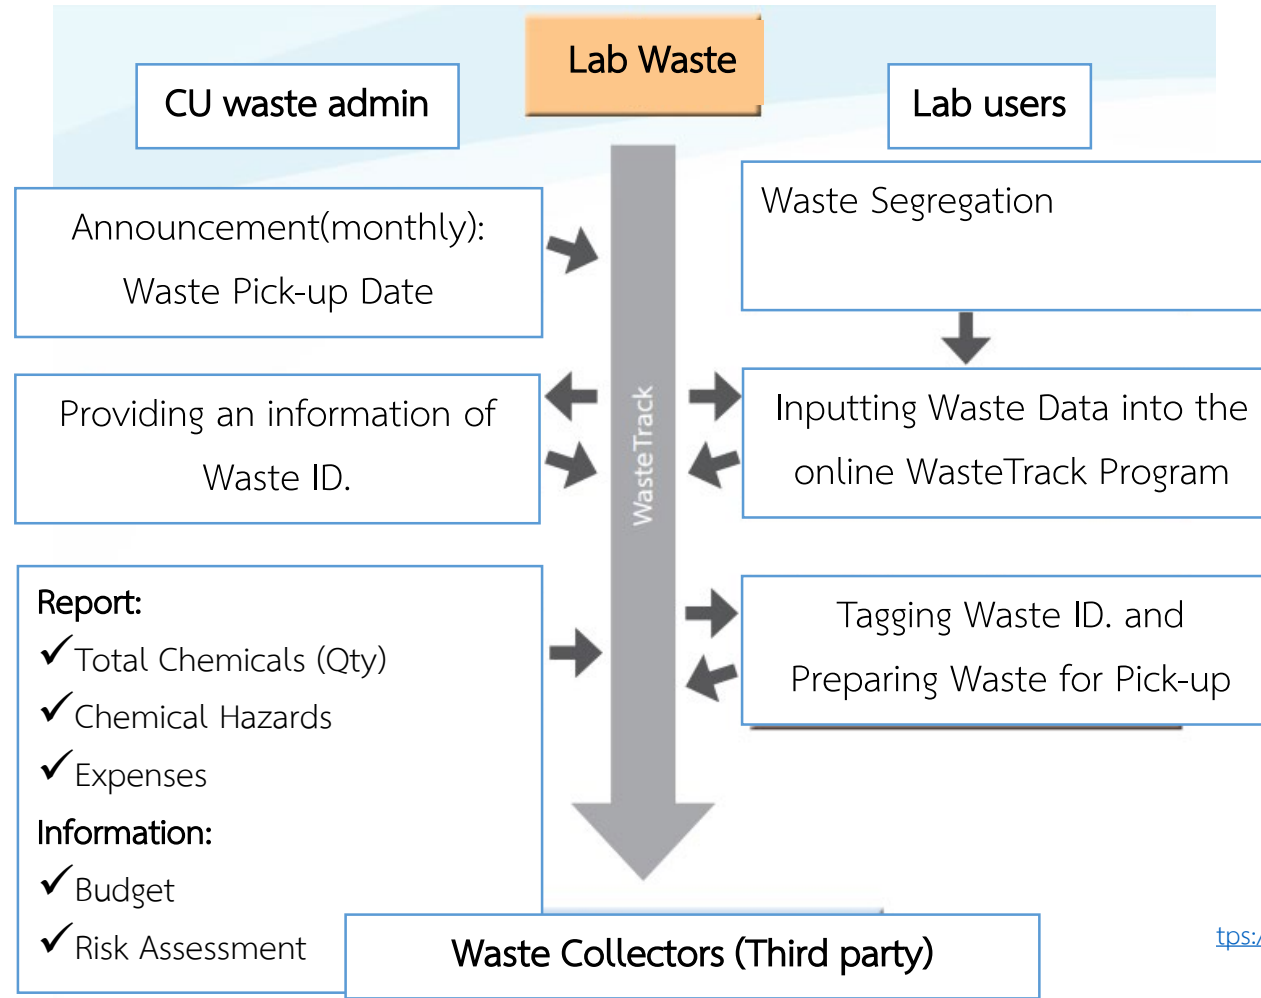 Lab Waste
CU waste admin
Lab users
Announcement(monthly):
Waste Pick-up Date
Waste Segregation
Providing an information of
Waste ID.
WasteTrack
Inputting Waste Data into the
online WasteTrack Program
Report:
✓Total Chemicals (Qty)
✓Chemical Hazards
✓Expenses
Information:
✓Budget
✓Risk Assessment
Tagging Waste ID. and
Preparing Waste for Pick-up
Waste Collectors (Third party)
tps:/